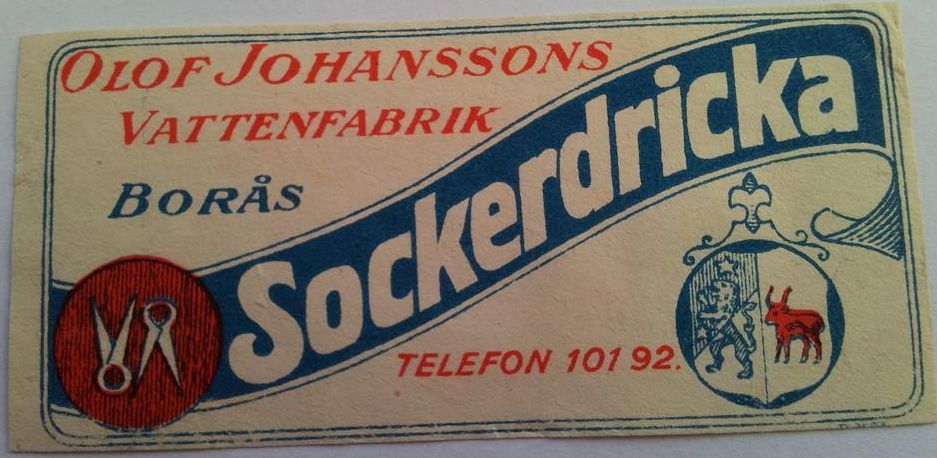 OLOF JOHANSSONS
VATTENFABRIK
BORÅS
Sockerdricka
TELEFON 101 92.